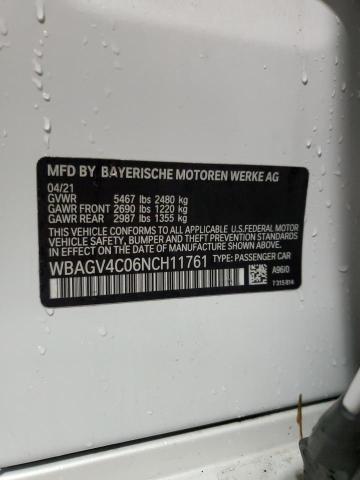 MFD BY BAYERISCHE MOTOREN WERKE AG
04/21
GVWR 5467 lbs 2480 kg
GAWR FRONT 2690 lbs 1220 kg
GAWR REAR 2987 lbs 1355 kg
THIS VEHICLE CONFORMS TO ALL APPLICABLE U.S.FEDERAL MOTOR
VEHICLE SAFETY, BUMPER, AND THEFT PREVENTION STANDARDS
IN EFFECT ON THE DATE OF MANUFACTURE SHOWN ABOVE.
WBAGV4C06NCH11761 TYPE: PASSENGER CAR
A96/0